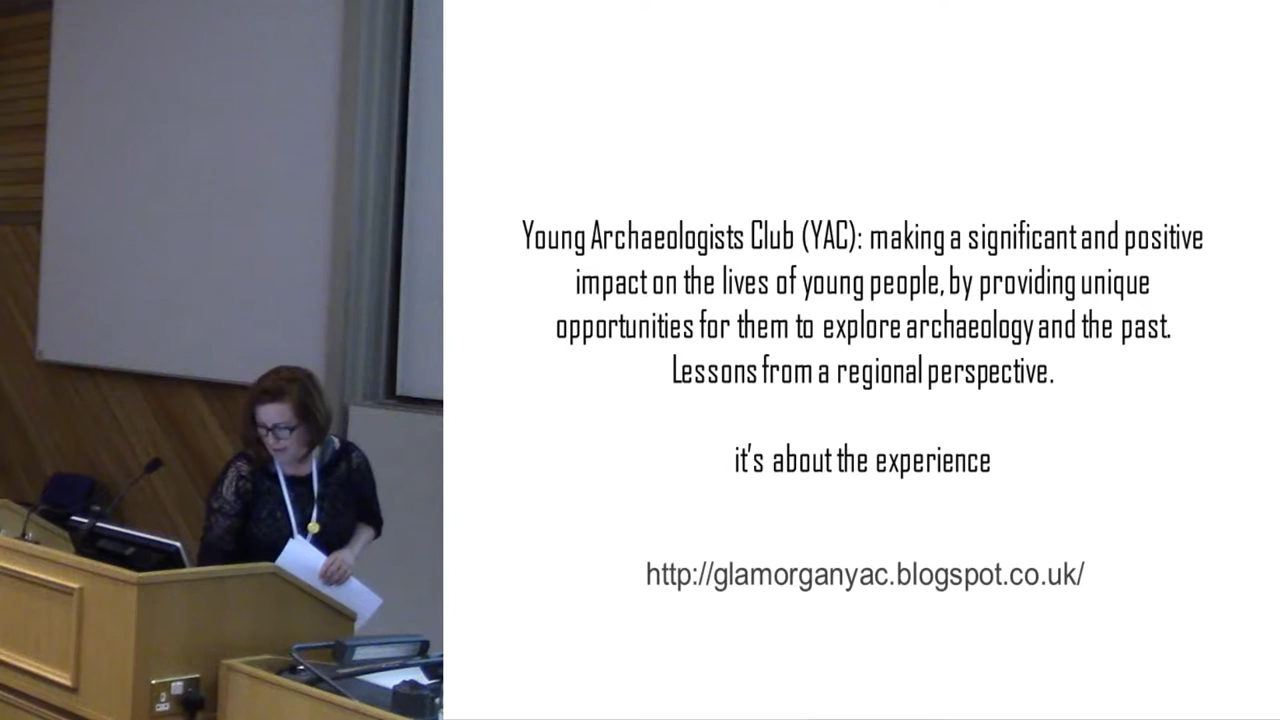 Young Archaeologists Club (YAC): making a significant and positive
impact on the lives of young people, by providing unique
opportunities for them to explore archaeology and the past.
Lessons from a regional perspective.
it's about the experience
http://glamorganyac.blogspot.co.uk/